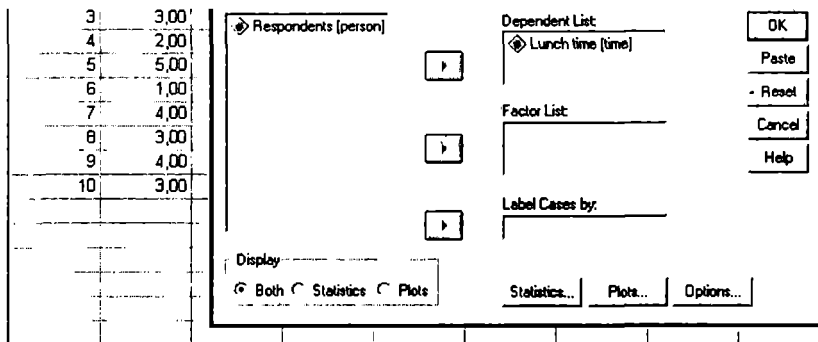 3 3,00
4 2,00
5 5,00
6 1,00
7 4,00
8 3,00
9 4,00
10 3,00
Respondents [person]
Dependent List:
Lunch time [time]
Factor List:
Label Cases by:
OK
Paste
Reset
Cancel
Help
Display
Both Statistics Plots
Statistics... Plots... Options...